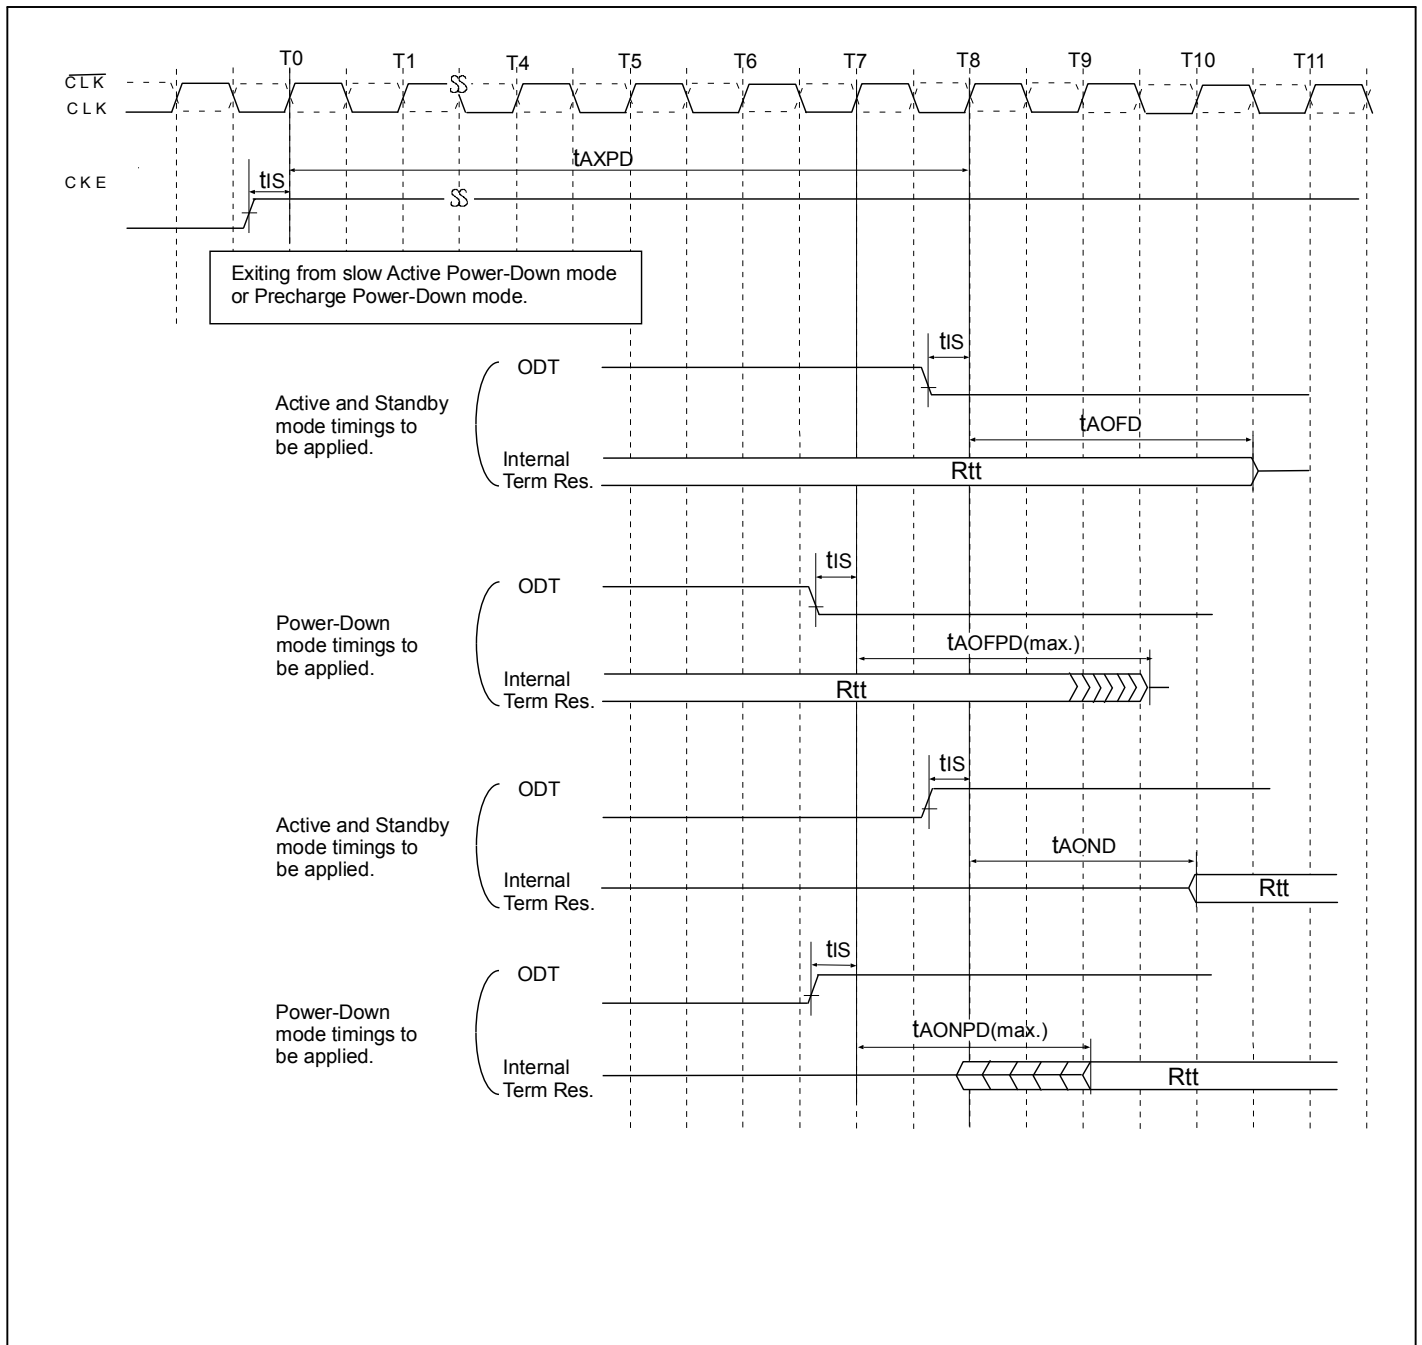 T0 T1 T4 T5 T6 T7 T8 T9 T10 T11
CLK
CLK
tAXPD
CKE
tIS
Exiting from slow Active Power-Down mode
or Precharge Power-Down mode.
tIS
ODT
Active and Standby
mode timings to
be applied.
tAOFD
Internal
Term Res.
Rtt
tIS
ODT
Power-Down
mode timings to
be applied.
tAOFPD(max.)
Internal
Term Res.
Rtt
tIS
ODT
Active and Standby
mode timings to
be applied.
tAOND
Internal
Term Res.
Rtt
tIS
ODT
Power-Down
mode timings to
be applied.
tAONPD(max.)
Internal
Term Res.
Rtt